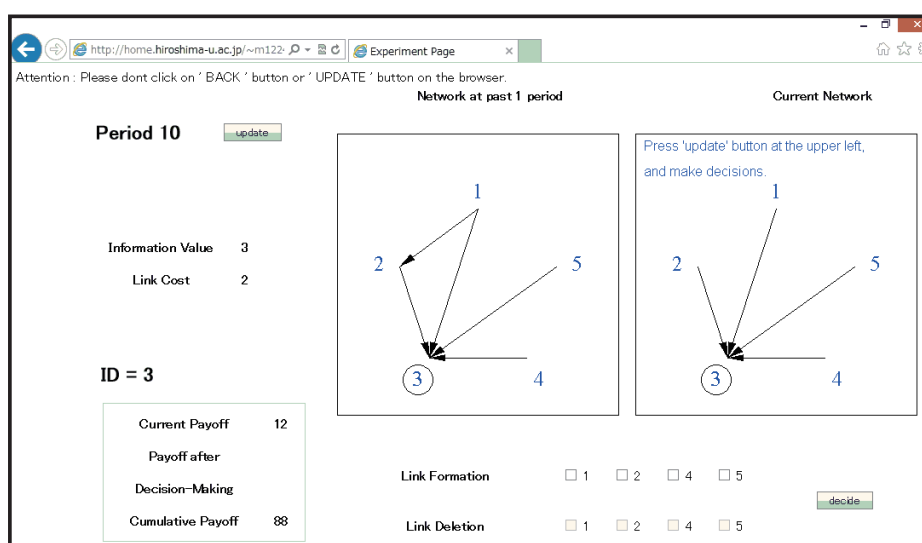 http://home.hiroshima-u.ac.jp/~m122
Experiment Page
Attention : Please dont click on ' BACK ' button or ' UPDATE ' button on the browser.
Network at past 1 period
Current Network
Period 10
update
Press 'update' button at the upper left,
and make decisions.
1
1
2
5
2
5
Information Value 3
Link Cost 2
3
4
3
4
ID = 3
Current Payoff 12
Payoff after
Decision-Making
Cumulative Payoff 88
Link Formation 1 2 4 5
decide
Link Deletion 1 2 4 5